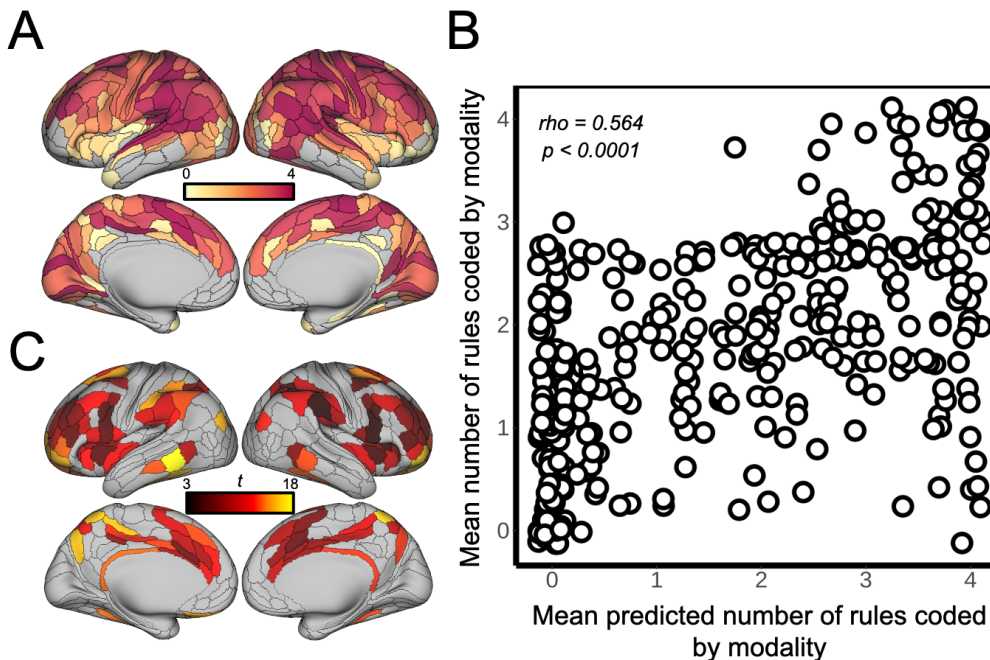 A
0 4
C
3 t 18
B
rho = 0.564
p < 0.0001
Mean number of rules coded by modality
4
3
2
1
0
0 1 2 3 4
Mean predicted number of rules coded
by modality